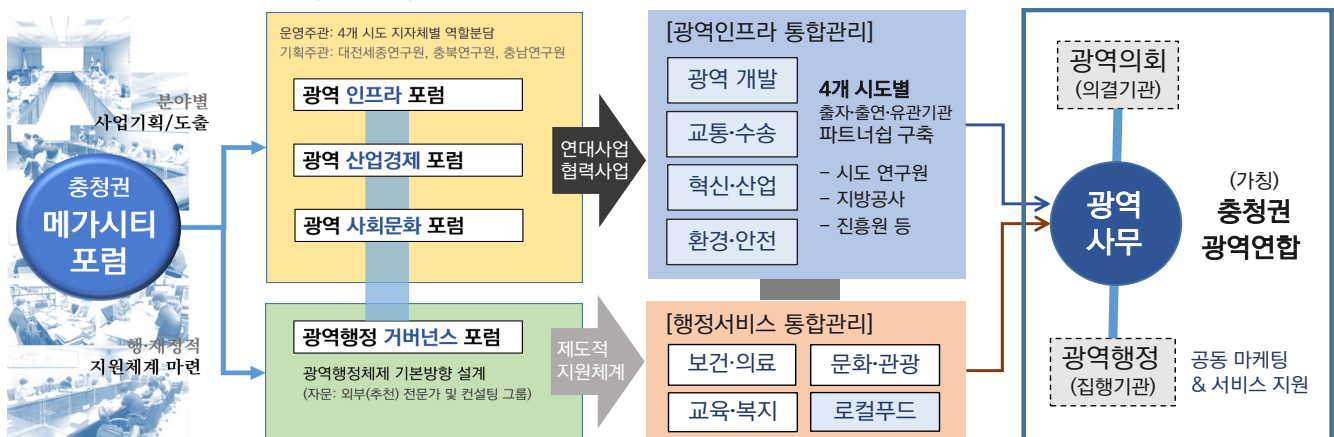 분야별
사업기획/도출
충청권
메가시티
포럼
행·재정적
지원체계 마련
운영주관: 4개 시도 지자체별 역할분담
기획주관: 대전세종연구원, 충북연구원, 충남연구원
광역 인프라 포럼
광역 산업경제 포럼
광역 사회문화 포럼
광역행정 거버넌스 포럼
광역행정체제 기본방향 설계
(자문: 외부(추천) 전문가 및 컨설팅 그룹)
연대사업
협력사업
제도적
지원체계
[광역인프라 통합관리]
광역 개발
교통·수송
혁신·산업
환경·안전
4개 시도별
출자·출연·유관기관
파트너쉽 구축
– 시도 연구원
– 지방공사
– 진흥원 등
[행정서비스 통합관리]
보건·의료
문화·관광
교육·복지
로컬푸드
광역의회
(의결기관)
광역
사무
(가칭)
충청권
광역연합
광역행정
(집행기관)
공동 마케팅
& 서비스 지원